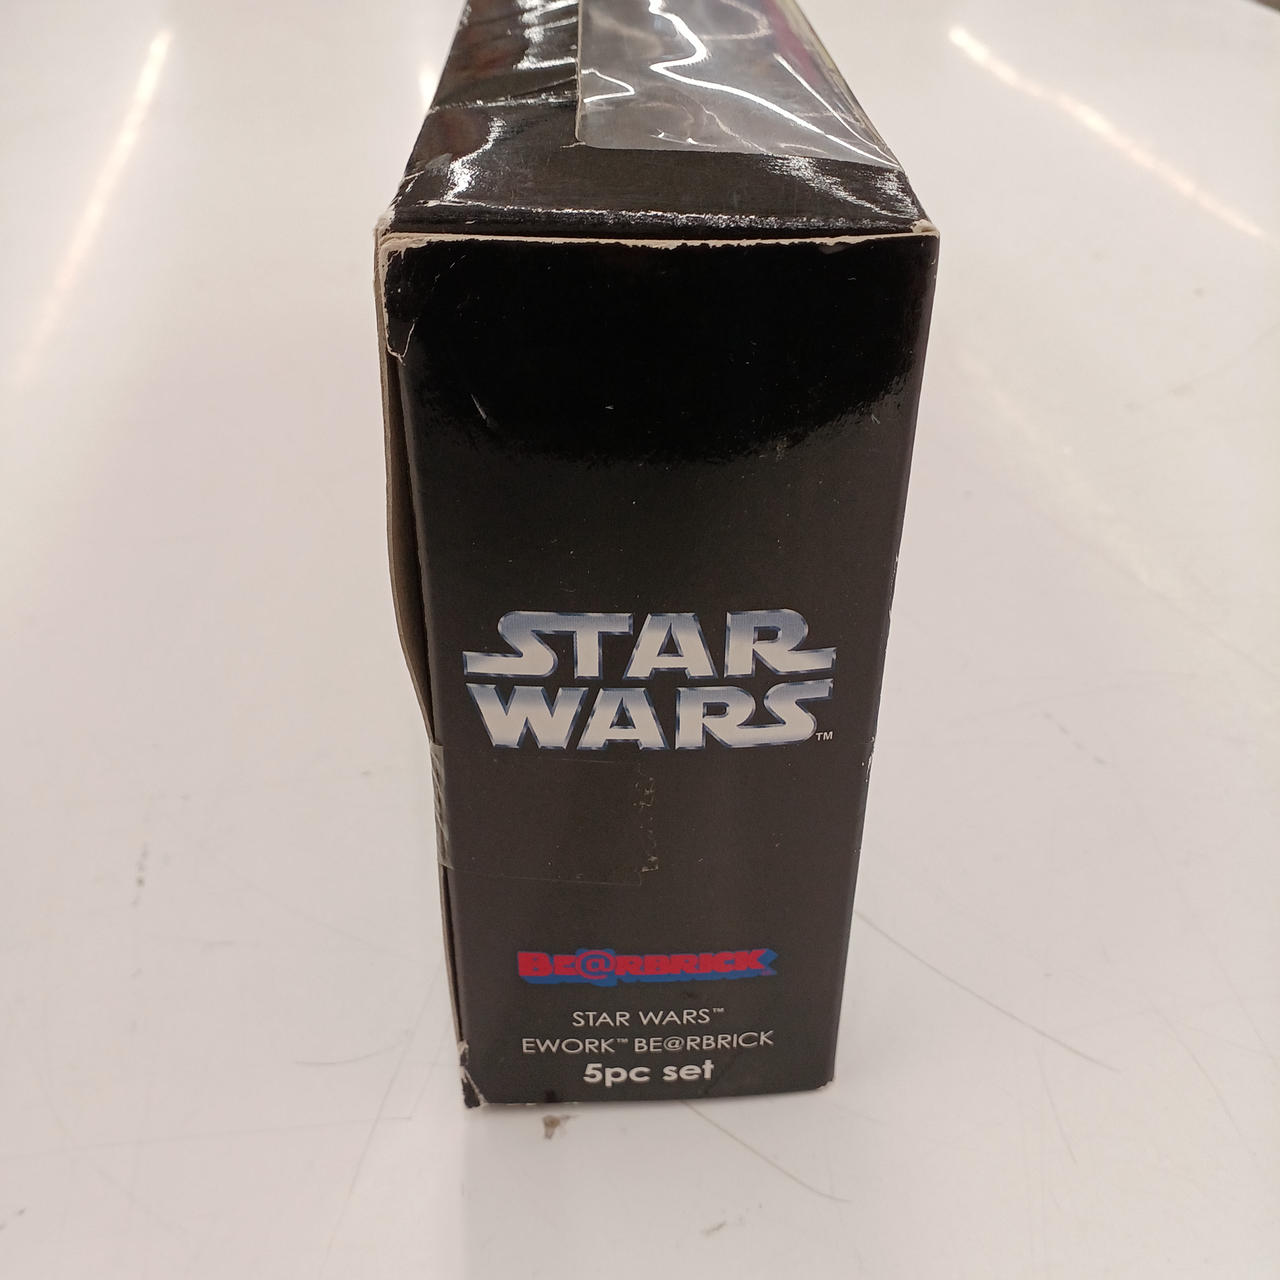 STAR
WARS™
BE@RBRICK
STAR WARS™
EWORK™ BE@RBRICK
5pc set